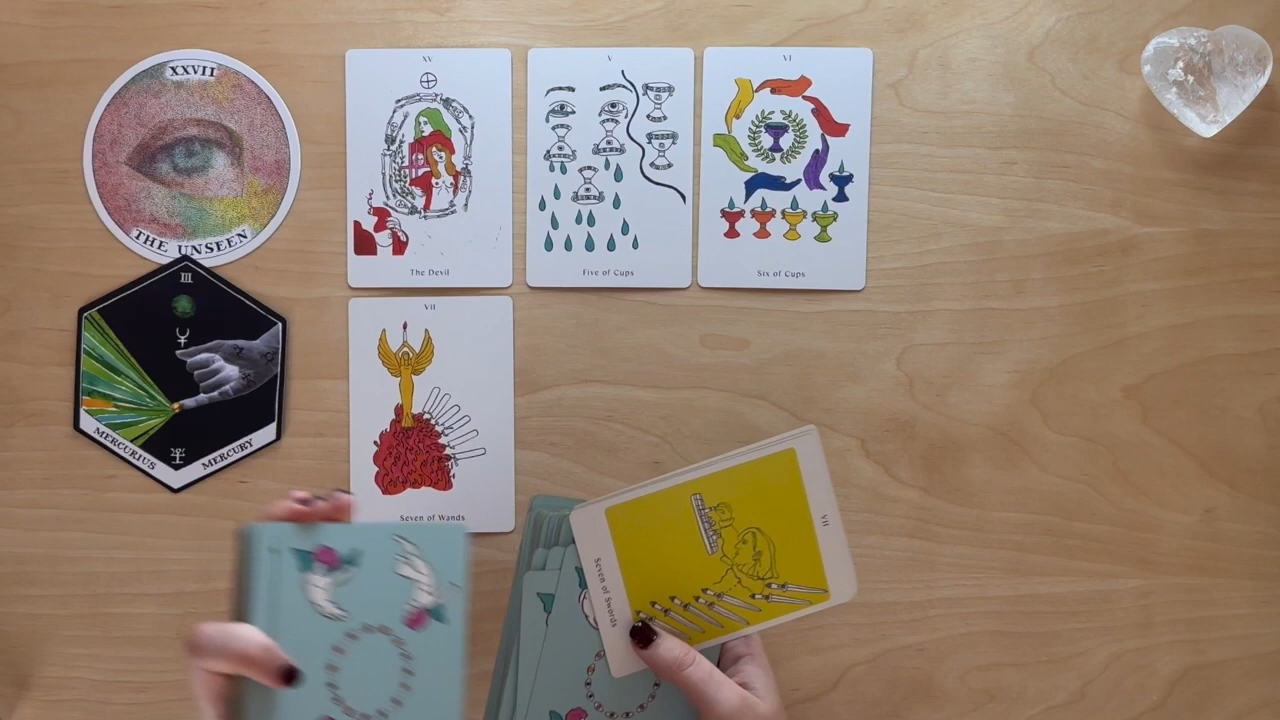 XXVII
THE UNSEEN
III
MERCURIUS
MERCURY
XV
The Devil
V
Five of Cups
VI
Six of Cups
VII
Seven of Wands
VII
Seven of Swords